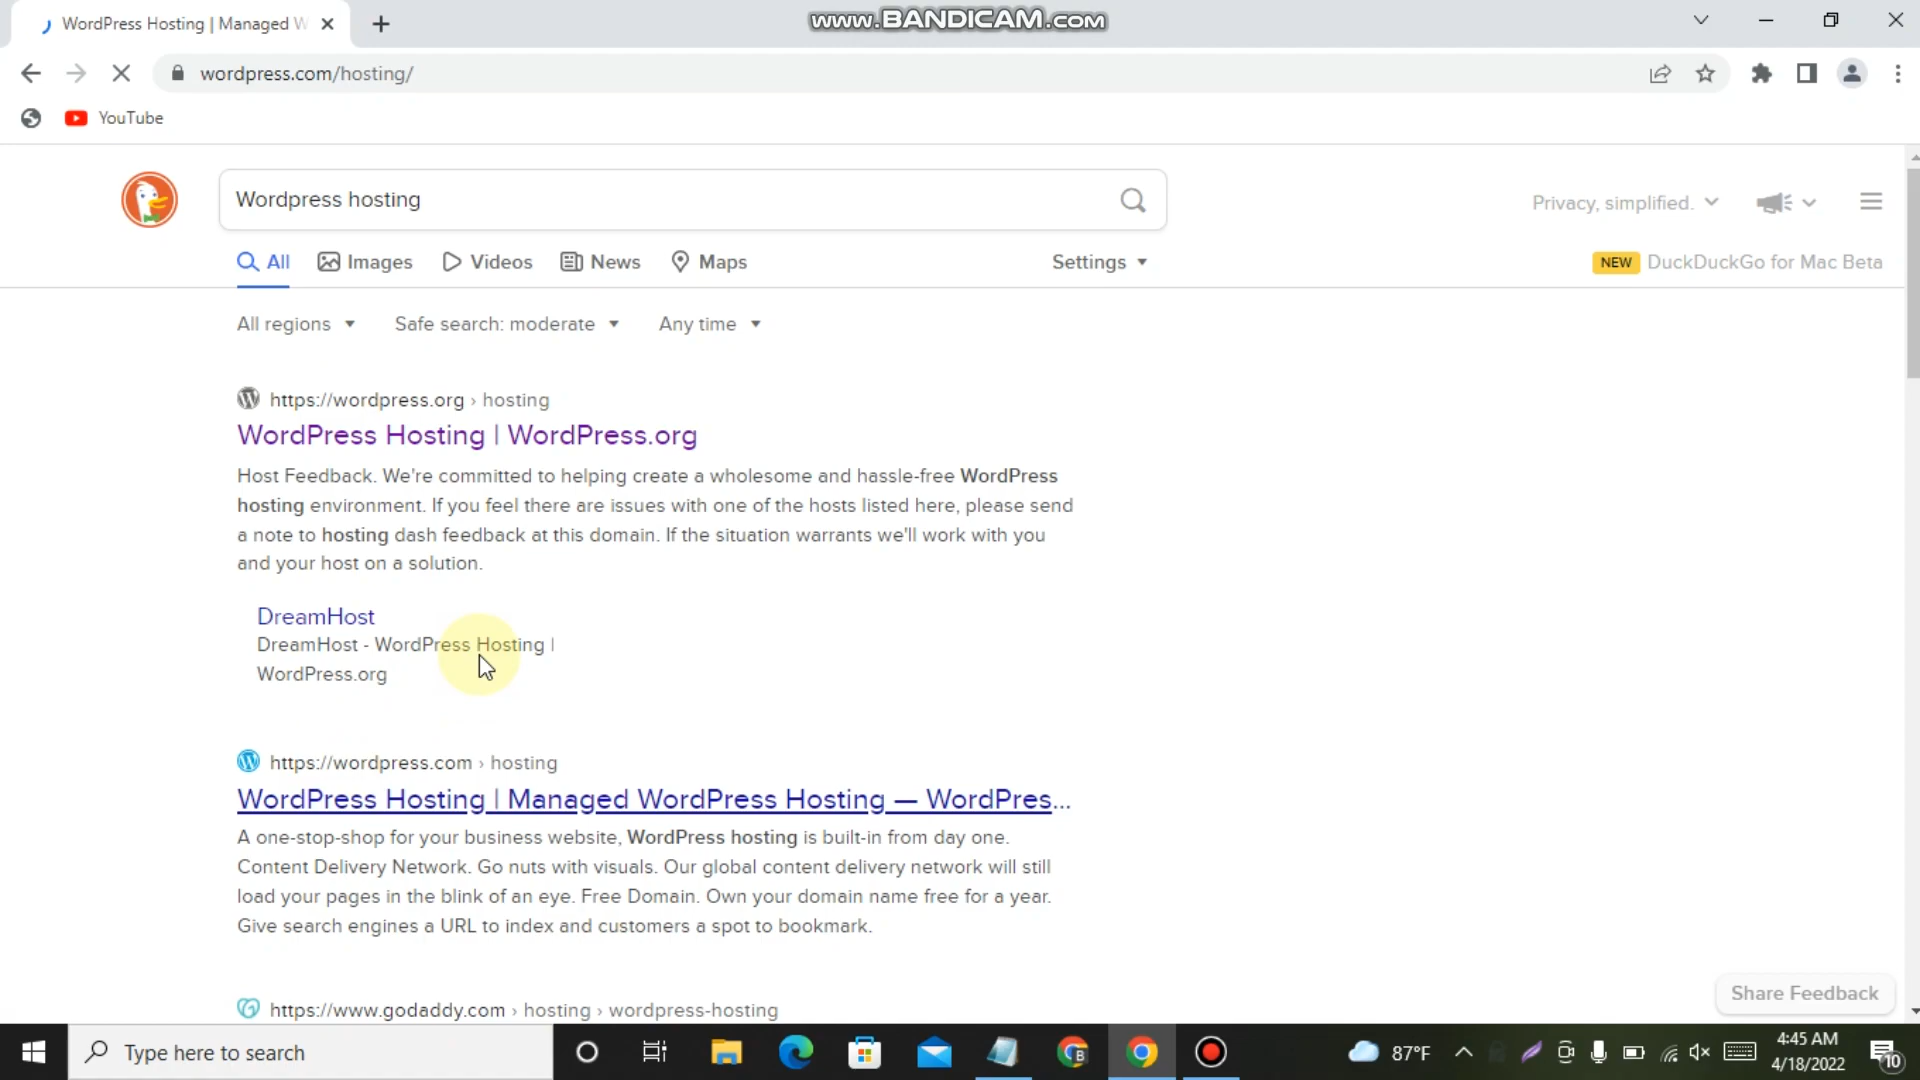 WordPress Hosting | Managed W
www.BANDICAM.com
wordpress.com/hosting/
YouTube
Wordpress hosting
Privacy, simplified.
All
Images
Videos
News
Maps
Settings
NEW DuckDuckGo for Mac Beta
All regions
Safe search: moderate
Any time
https://wordpress.org › hosting
WordPress Hosting | WordPress.org
Host Feedback. We're committed to helping create a wholesome and hassle-free WordPress
hosting environment. If you feel there are issues with one of the hosts listed here, please send
a note to hosting dash feedback at this domain. If the situation warrants we'll work with you
and your host on a solution.
DreamHost
DreamHost - WordPress Hosting |
WordPress.org
https://wordpress.com › hosting
WordPress Hosting | Managed WordPress Hosting — WordPres...
A one-stop-shop for your business website, WordPress hosting is built-in from day one.
Content Delivery Network. Go nuts with visuals. Our global content delivery network will still
load your pages in the blink of an eye. Free Domain. Own your domain name free for a year.
Give search engines a URL to index and customers a spot to bookmark.
https://www.godaddy.com › hosting › wordpress-hosting
Share Feedback
Type here to search
B
87°F
4:45 AM
4/18/2022
10